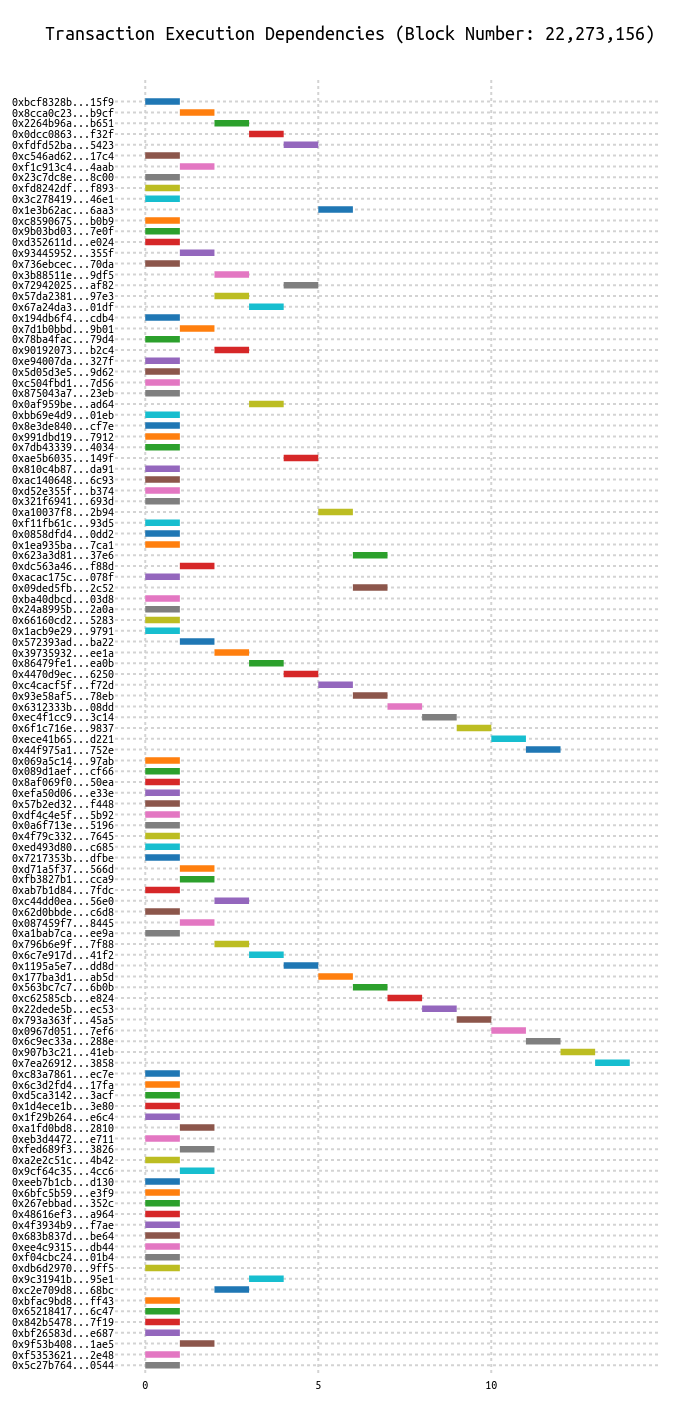 Transaction Execution Dependencies (Block Number: 22,273,156)
0xbcf8328b...15f9
0x8cca0c23...b9cf
0x2264b96a...b651
0x0dcc0863...f32f
0xfdfd52ba...5423
0xc546ad62...17c4
0xf1c913c4...4aab
0x23c7dc8e...8c00
0xfd8242df...f893
0x3c278419...46e1
0x1e3b62ac...6aa3
0xc8590675...b0b9
0x9b03bd03...7e0f
0xd352611d...e024
0x93445952...355f
0x736ebcec...70da
0x3b88511e...9df5
0x72942025...af82
0x57da2381...97e3
0x67a24da3...01df
0x194db6f4...cdb4
0x7d1b0bbd...9b01
0x78ba4fac...79d4
0x90192073...b2c4
0xe94007da...327f
0x5d05d3e5...9d62
0xc504fbd1...7d56
0x875043a7...23eb
0x0af959be...ad64
0xbb69e4d9...01eb
0x8e3de840...cf7e
0x991dbd19...7912
0x7db43339...4034
0xae5b6035...149f
0x810c4b87...da91
0xac140648...6c93
0xd52e355f...b374
0x321f6941...693d
0xa10037f8...2b94
0xf11fb61c...93d5
0x0858dfd4...0dd2
0x1ea935ba...7ca1
0x623a3d81...37e6
0xdc563a46...f88d
0xacac175c...078f
0x09ded5fb...2c52
0xba40dbcd...03d8
0x24a8995b...2a0a
0x66160cd2...5283
0x1acb9e29...9791
0x572393ad...ba22
0x39735932...ee1a
0x86479fe1...ea0b
0x4470d9ec...6250
0xc4cacf5f...f72d
0x93e58af5...78eb
0x6312333b...08dd
0xec4f1cc9...3c14
0x6f1c716e...9837
0xece41b65...d221
0x44f975a1...752e
0x069a5c14...97ab
0x089d1aef...cf66
0x8af069f0...50ea
0xefa50d06...e33e
0x57b2ed32...f448
0xdf4c4e5f...5b92
0x0a6f713e...5196
0x4f79c332...7645
0xed493d80...c685
0x7217353b...dfbe
0xd71a5f37...566d
0xfb3827b1...cca9
0xab7b1d84...7fdc
0xc44dd0ea...56e0
0x62d0bbde...c6d8
0x087459f7...8445
0xa1bab7ca...ee9a
0x796b6e9f...7f88
0x6c7e917d...41f2
0x1195a5e7...dd8d
0x177ba3d1...ab5d
0x563bc7c7...6b0b
0xc62585cb...e824
0x22dede5b...ec53
0x793a363f...45a5
0x0967d051...7ef6
0x6c9ec33a...288e
0x907b3c21...41eb
0x7ea26912...3858
0xc83a7861...ec7e
0x6c3d2fd4...17fa
0xd5ca3142...3acf
0x1d4ece1b...3e80
0x1f29b264...e6c4
0xa1fd0bd8...2810
0xeb3d4472...e711
0xfed689f3...3826
0xa2e2c51c...4b42
0x9cf64c35...4cc6
0xeeb7b1cb...d130
0x6bfc5b59...e3f9
0x267ebbad...352c
0x48616ef3...a964
0x4f3934b9...f7ae
0x683b837d...be64
0xee4c9315...db44
0xf04cbc24...01b4
0xdb6d2970...9ff5
0x9c31941b...95e1
0xc2e709d8...68bc
0xbfac9bd8...ff43
0x65218417...6c47
0x842b5478...7f19
0xbf26583d...e687
0x9f53b408...1ae5
0xf5353621...2e48
0x5c27b764...0544
0 5 10